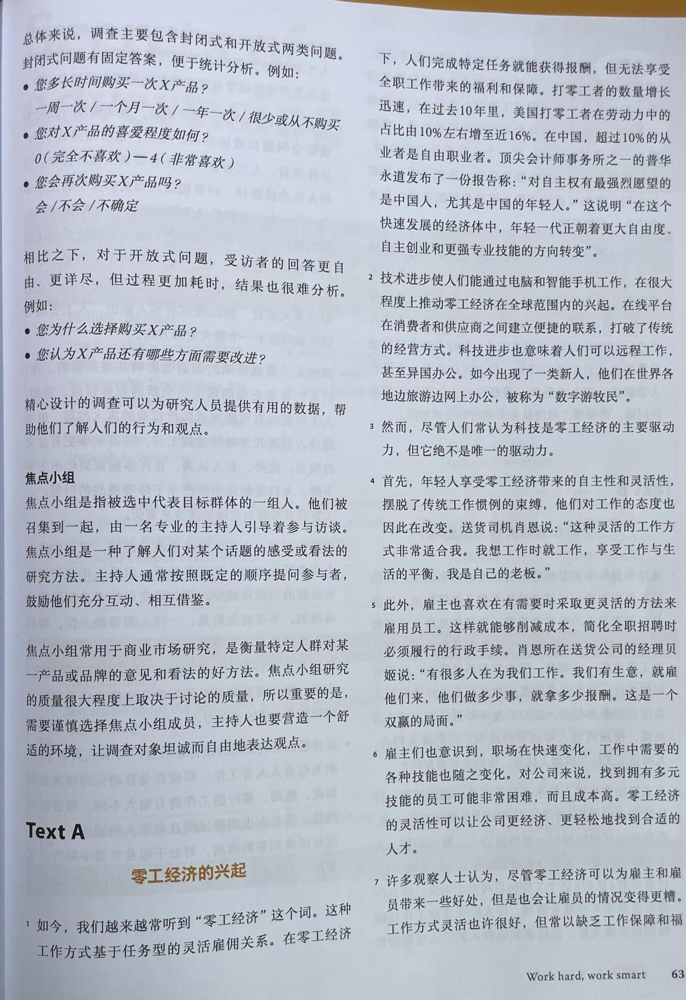 总体来说，调查主要包含封闭式和开放式两类问题。
封闭式问题有固定答案，便于统计分析。例如：
• 您多长时间购买一次X产品？
一周一次 / 一个月一次 / 一年一次 / 很少或从不购买
• 您对X产品的喜爱程度如何？
0（完全不喜欢）— 4（非常喜欢）
• 您会再次购买X产品吗？
会 / 不会 / 不确定
相比之下，对于开放式问题，受访者的回答更自
由、更详尽，但过程更加耗时，结果也很难分析。
例如：
• 您为什么选择购买X产品？
• 您认为X产品还有哪些方面需要改进？
精心设计的调查可以为研究人员提供有用的数据，帮
助他们了解人们的行为和观点。
焦点小组
焦点小组是指被选中代表目标群体的一组人。他们被
召集到一起，由一名专业的主持人引导着参与访谈。
焦点小组是一种了解人们对某个话题的感受或看法的
研究方法。主持人通常按照既定的顺序提问参与者，
鼓励他们充分互动、相互借鉴。
焦点小组常用于商业市场研究，是衡量特定人群对某
一产品或品牌的意见和看法的好方法。焦点小组研究
的质量很大程度上取决于讨论的质量，所以重要的是，
需要谨慎选择焦点小组成员，主持人也要营造一个舒
适的环境，让调查对象坦诚而自由地表达观点。
Text A
零工经济的兴起
1 如今，我们越来越常听到“零工经济”这个词。这种
工作方式基于任务型的灵活雇佣关系。在零工经济
下，人们完成特定任务就能获得报酬，但无法享受
全职工作带来的福利和保障。打零工者的数量增长
迅速，在过去10年里，美国打零工者在劳动力中的
占比由10%左右增至近16%。在中国，超过10%的从
业者是自由职业者。顶尖会计师事务所之一的普华
永道发布了一份报告称：“对自主权有最强烈愿望的
是中国人，尤其是中国的年轻人。”这说明“在这个
快速发展的经济体中，年轻一代正朝着更大自由度、
自主创业和更强专业技能的方向转变”。
2 技术进步使人们能通过电脑和智能手机工作，在很大
程度上推动零工经济在全球范围内的兴起。在线平台
在消费者和供应商之间建立便捷的联系，打破了传统
的经营方式。科技进步也意味着人们可以远程工作，
甚至异国办公。如今出现了一类新人，他们在世界各
地边旅游边网上办公，被称为“数字游牧民”。
3 然而，尽管人们常认为科技是零工经济的主要驱动
力，但它绝不是唯一的驱动力。
4 首先，年轻人享受零工经济带来的自主性和灵活性，
摆脱了传统工作惯例的束缚，他们对工作的态度也
因此在改变。送货司机肖恩说：“这种灵活的工作方
式非常适合我。我想工作时就工作，享受工作与生
活的平衡，我是自己的老板。”
5 此外，雇主也喜欢在有需要时采取更灵活的方法来
雇用员工。这样就能够削减成本，简化全职招聘时
必须履行的行政手续。肖恩所在送货公司的经理贝
姬说：“有很多人在为我们工作。我们有生意，就雇
他们来，他们做多少事，就拿多少报酬。这是一个
双赢的局面。”
6 雇主们也意识到，职场在快速变化，工作中需要的
各种技能也随之变化。对公司来说，找到拥有多元
技能的员工可能非常困难，而且成本高。零工经济
的灵活性可以让公司更经济、更轻松地找到合适的
人才。
7 许多观察人士认为，尽管零工经济可以为雇主和雇
员带来一些好处，但是也会让雇员的情况变得更糟。
工作方式灵活也许很好，但常以缺乏工作保障和福
Work hard, work smart 63